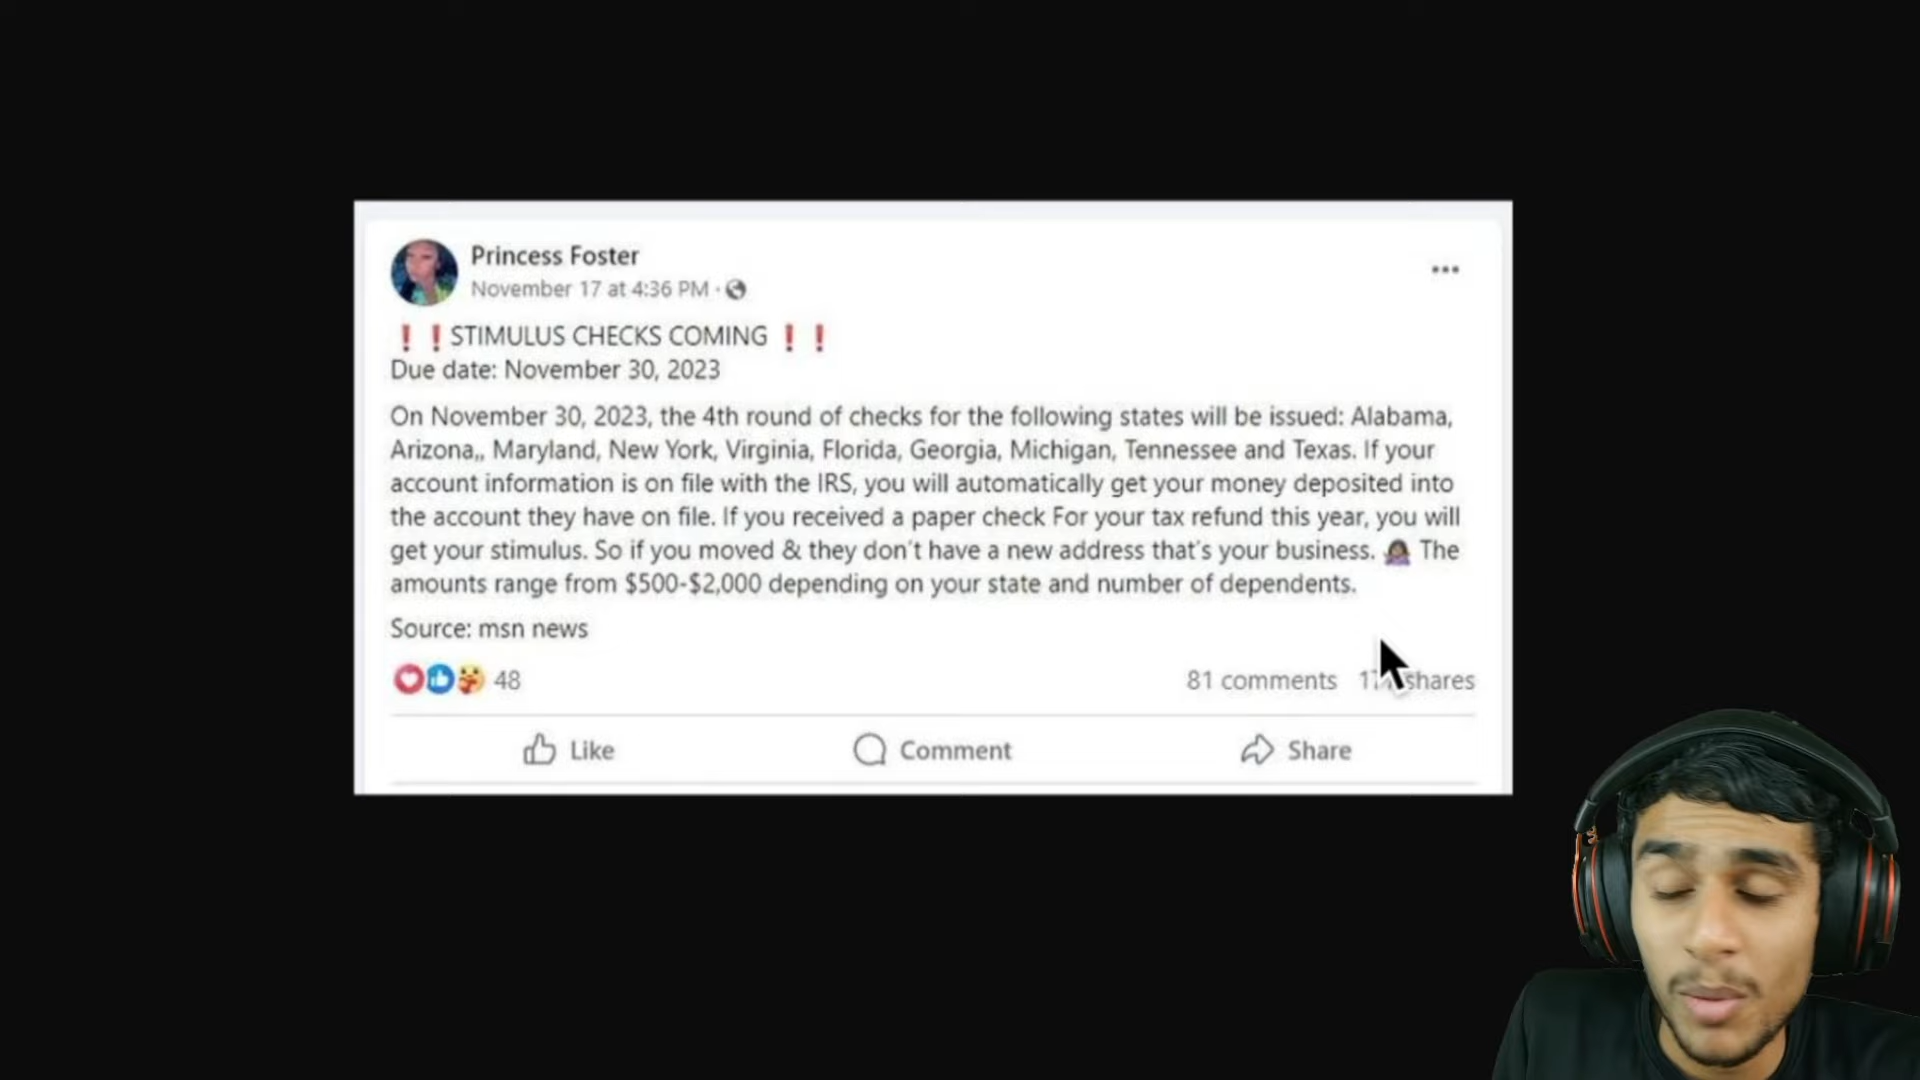 Princess Foster
November 17 at 4:36 PM ·
❗❗STIMULUS CHECKS COMING❗❗
Due date: November 30, 2023
On November 30, 2023, the 4th round of checks for the following states will be issued: Alabama,
Arizona,, Maryland, New York, Virginia, Florida, Georgia, Michigan, Tennessee and Texas. If your
account information is on file with the IRS, you will automatically get your money deposited into
the account they have on file. If you received a paper check For your tax refund this year, you will
get your stimulus. So if you moved & they don't have a new address that's your business. 🙅🏾‍♀️ The
amounts range from $500-$2,000 depending on your state and number of dependents.
Source: msn news
48
81 comments shares
Like Comment Share